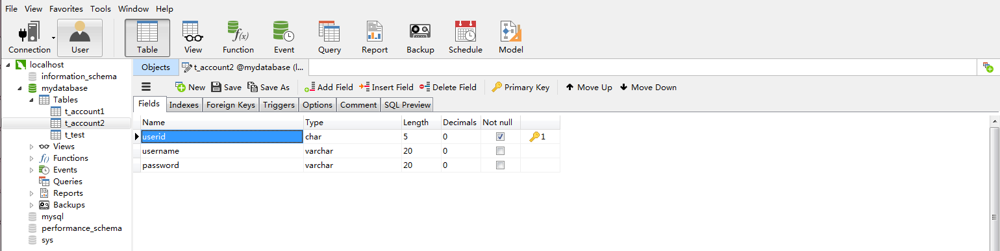 File View Favorites Tools Window Help
Connection User Table View Function Event Query Report Backup Schedule Model
localhost
information_schema
mydatabase
Tables
t_account1
t_account2
t_test
Views
Functions
Events
Queries
Reports
Backups
mysql
performance_schema
sys
Objects t_account2 @mydatabase (l...
New Save Save As Add Field Insert Field Delete Field Primary Key Move Up Move Down
Fields Indexes Foreign Keys Triggers Options Comment SQL Preview
Name Type Length Decimals Not null
userid char 5 0 1
username varchar 20 0
password varchar 20 0